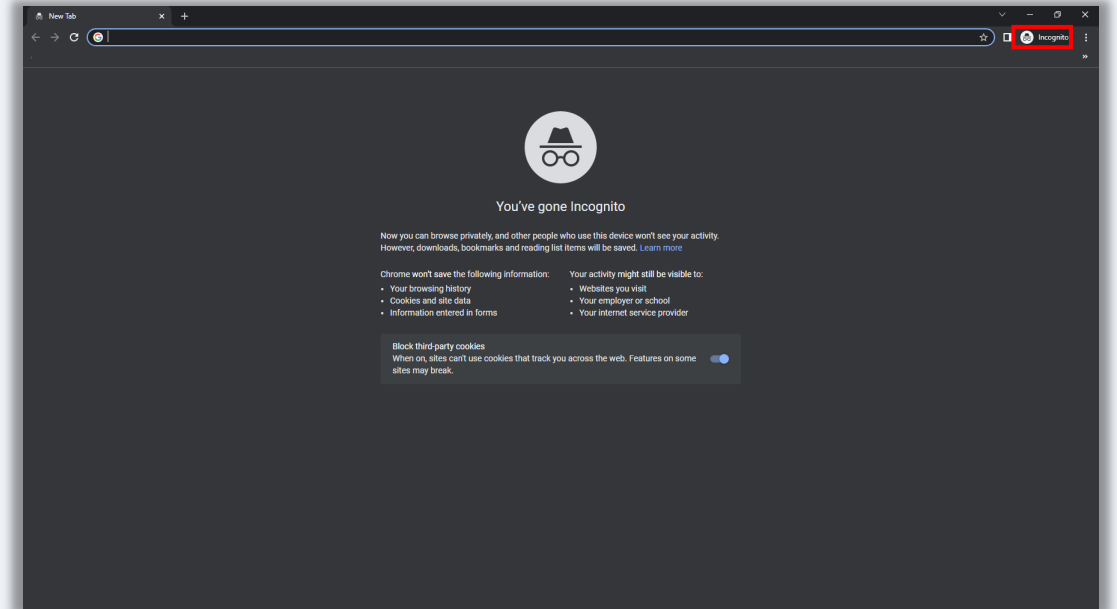 New Tab
Incognito
You've gone Incognito
Now you can browse privately, and other people who use this device won't see your activity.
However, downloads, bookmarks and reading list items will be saved. Learn more
Chrome won't save the following information:
Your browsing history
Cookies and site data
Information entered in forms
Your activity might still be visible to:
Websites you visit
Your employer or school
Your internet service provider
Block third-party cookies
When on, sites can't use cookies that track you across the web. Features on some
sites may break.